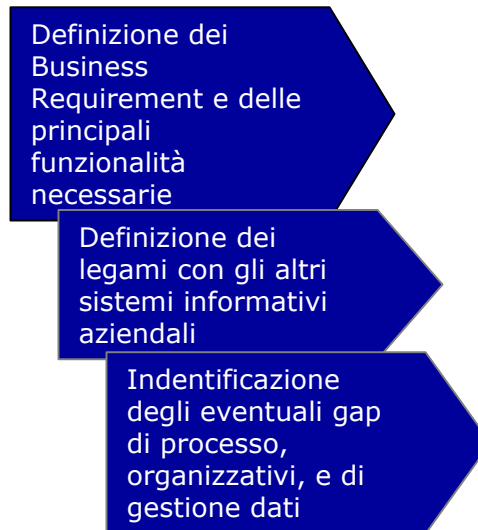 Definizione dei
Business
Requirement e delle
principali
funzionalità
necessarie
Definizione dei
legami con gli altri
sistemi informativi
aziendali
Indentificazione
degli eventuali gap
di processo,
organizzativi, e di
gestione dati